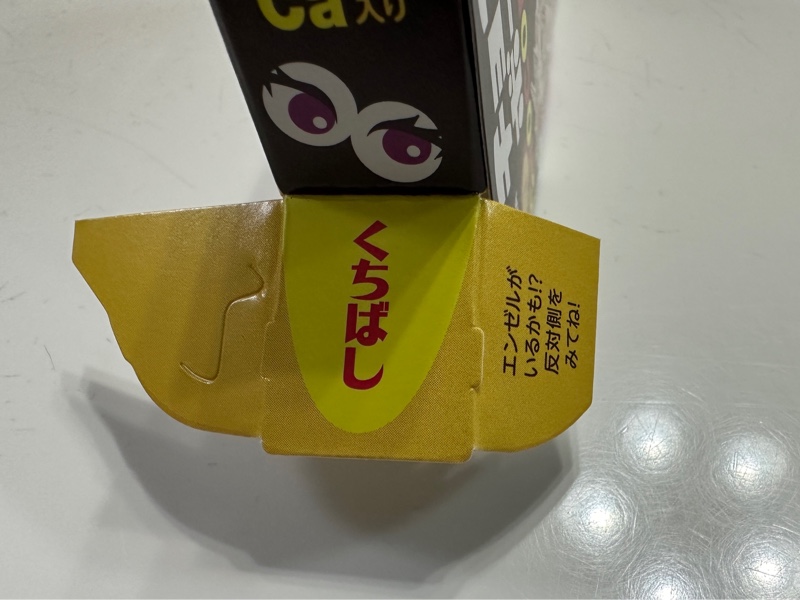 Ca入り
くちばし
エンゼルが
いるかも!?
反対側を
みてね!